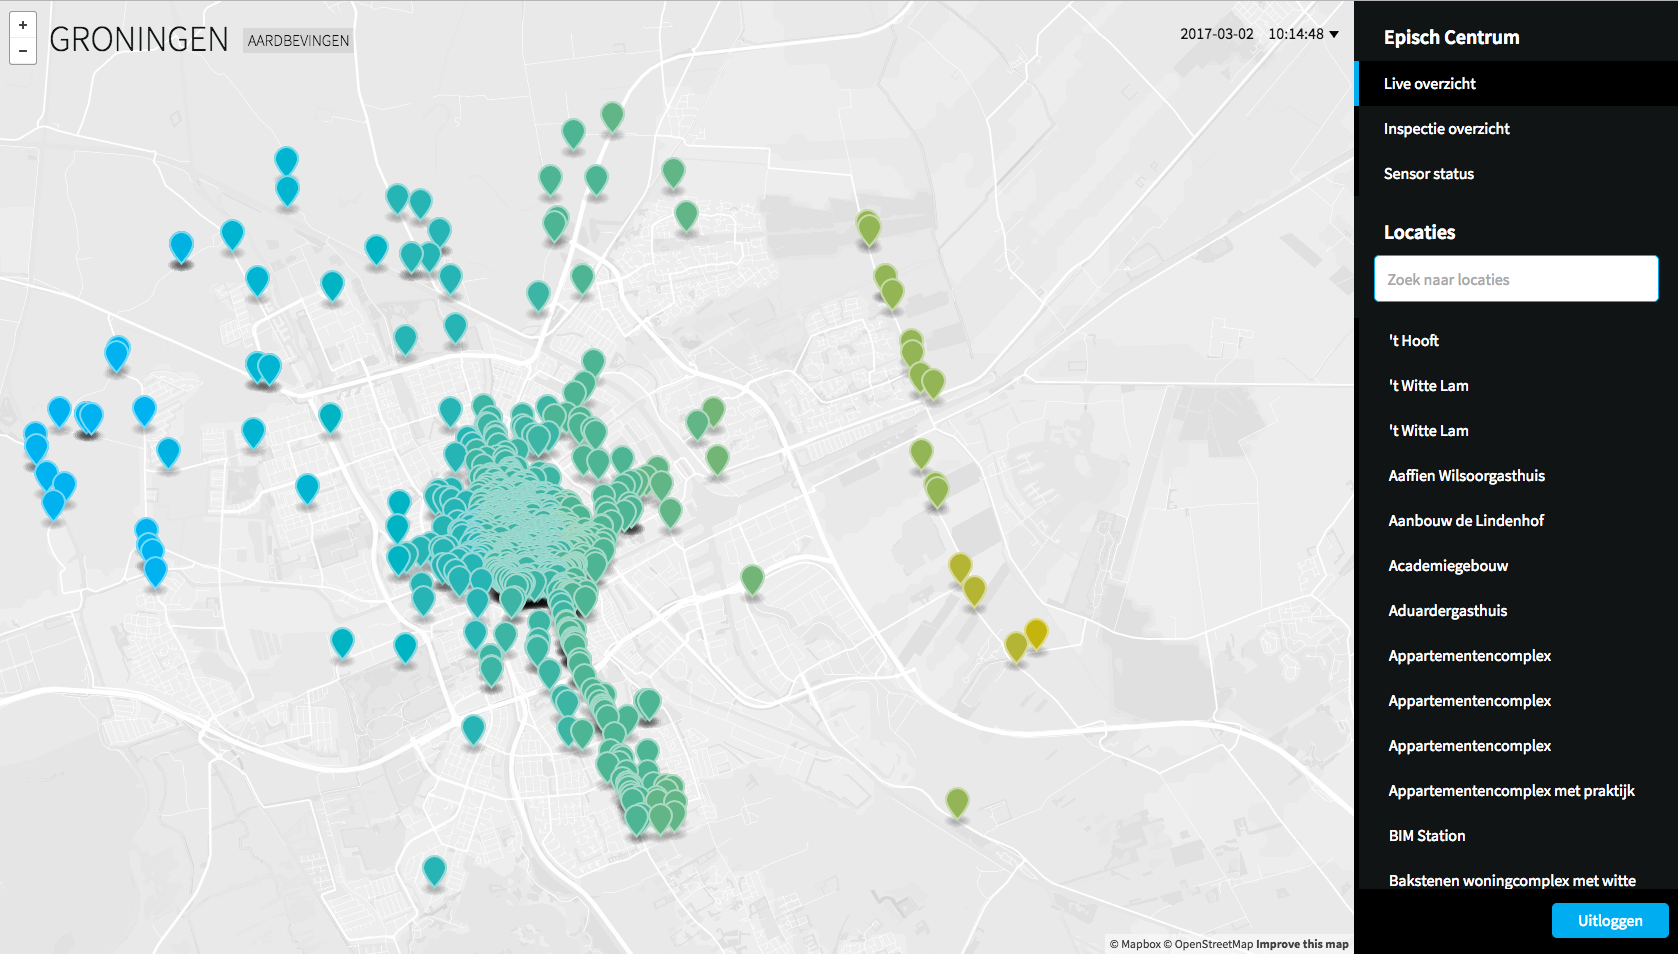 +
−
GRONINGEN AARDBEVINGEN
2017-03-02 10:14:48 ▼
© Mapbox © OpenStreetMap Improve this map
Episch Centrum
Live overzicht
Inspectie overzicht
Sensor status
Locaties
Zoek naar locaties
't Hooft
't Witte Lam
't Witte Lam
Aaffien Wilsoorgasthuis
Aanbouw de Lindenhof
Academiegebouw
Aduardergasthuis
Appartementencomplex
Appartementencomplex
Appartementencomplex
Appartementencomplex met praktijk
BIM Station
Bakstenen woningcomplex met witte
Uitloggen